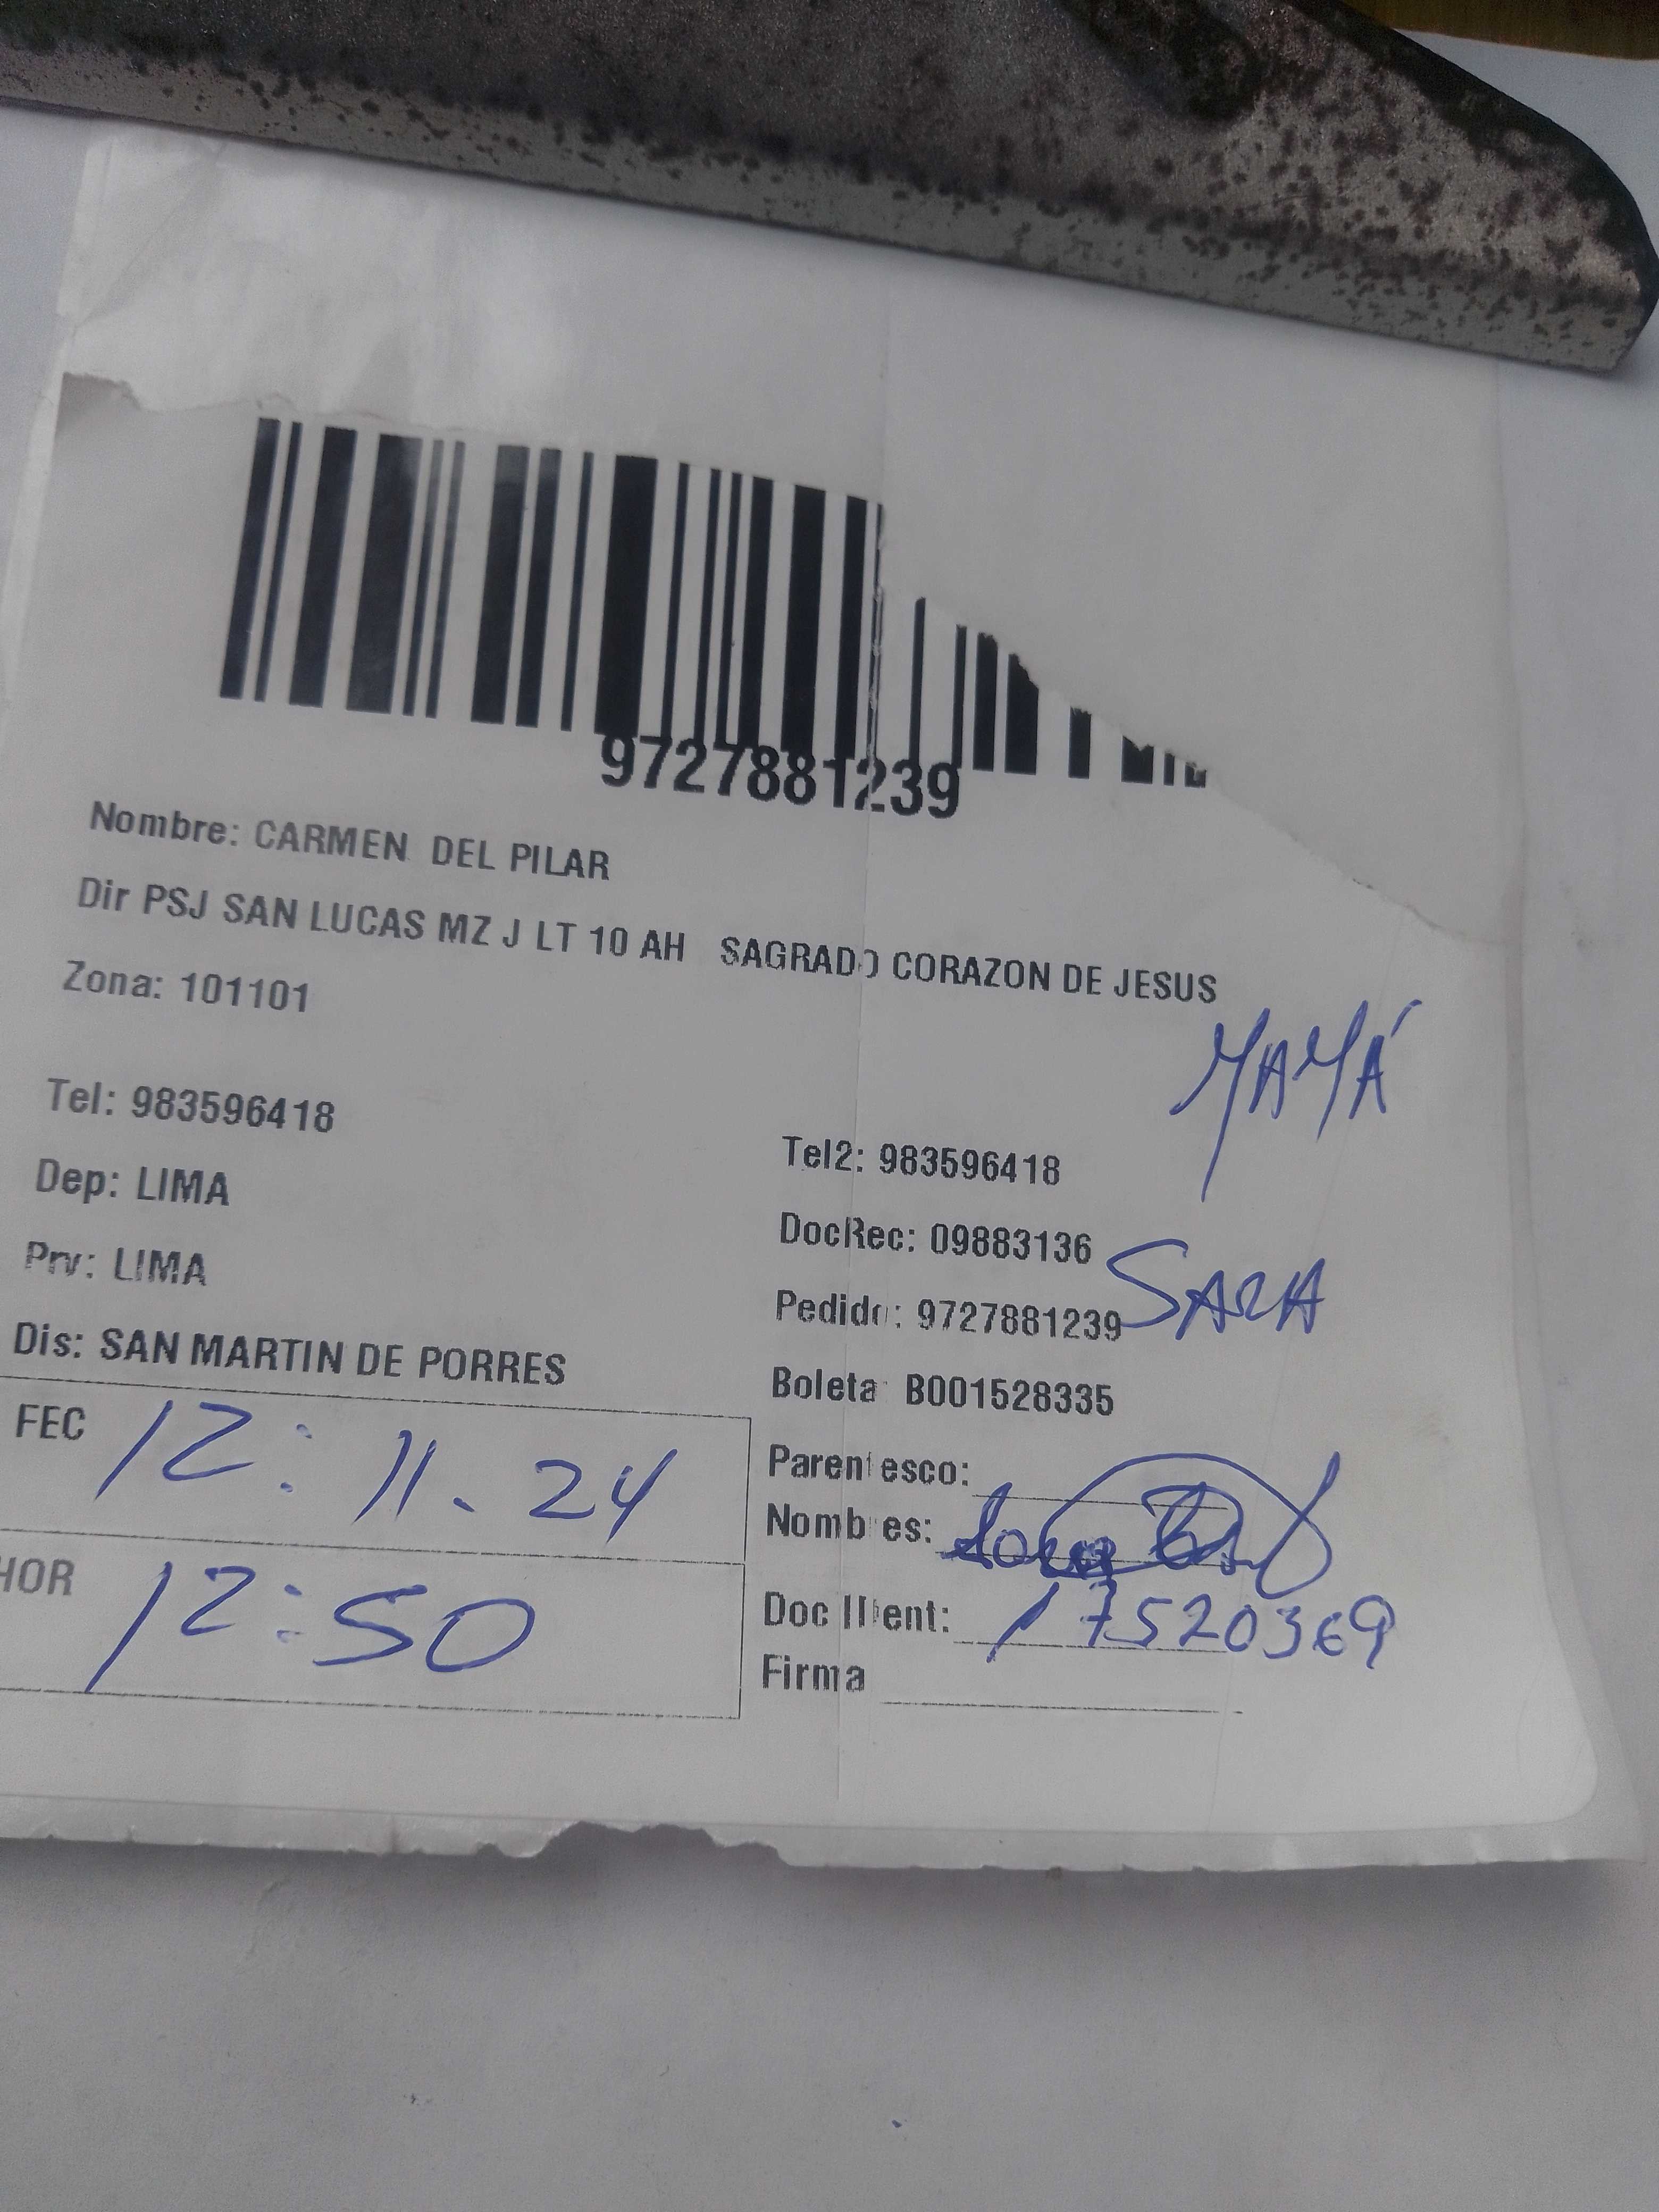 9727881239
Nombre: CARMEN DEL PILAR
Dir PSJ SAN LUCAS MZ J LT 10 AH SAGRADO CORAZON DE JESUS
Zona: 101101
MAMÁ
Tel: 983596418
Tel2: 983596418
Dep: LIMA
DocRec: 09883136
SARA
Prv: LIMA
Pedido: 9727881239
Dis: SAN MARTIN DE PORRES
Boleta B001528335
FEC 12: 11. 24
Parentesco:
Nombres:
HOR 12:50
Doc Ident: 17520369
Firma